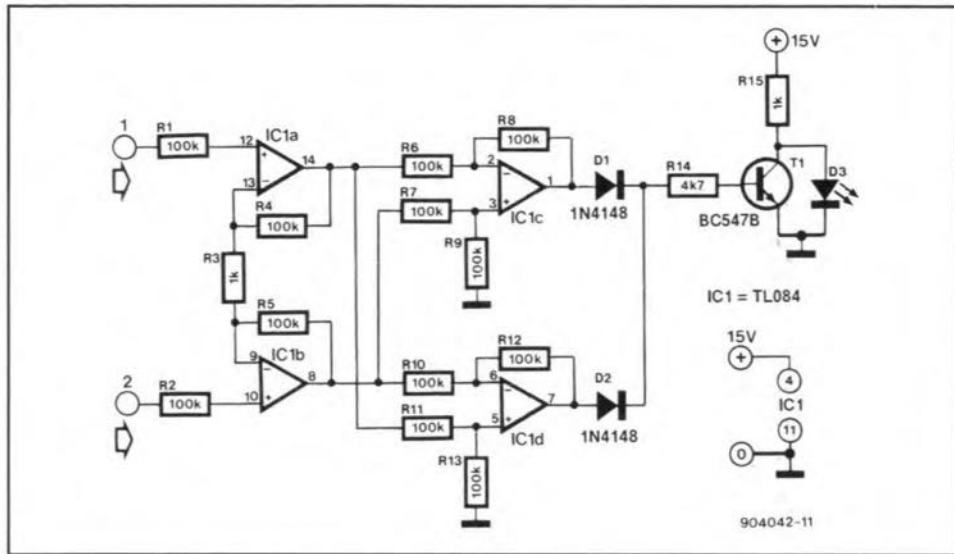 15V
R15
1k
1
R1
100k
12
IC1a
14
13
R4
100k
R3
1k
R5
100k
9
IC1b
8
10
2
R2
100k
R6
100k
R7
100k
R8
100k
2
1
3
IC1c
R9
100k
D1
1N4148
R14
4k7
T1
BC547B
D3
R10
100k
R11
100k
R12
100k
6
7
5
IC1d
R13
100k
D2
1N4148
IC1 = TL084
15V
4
IC1
11
0
904042-11
+
+
+
−
−
+
−
+
−
+